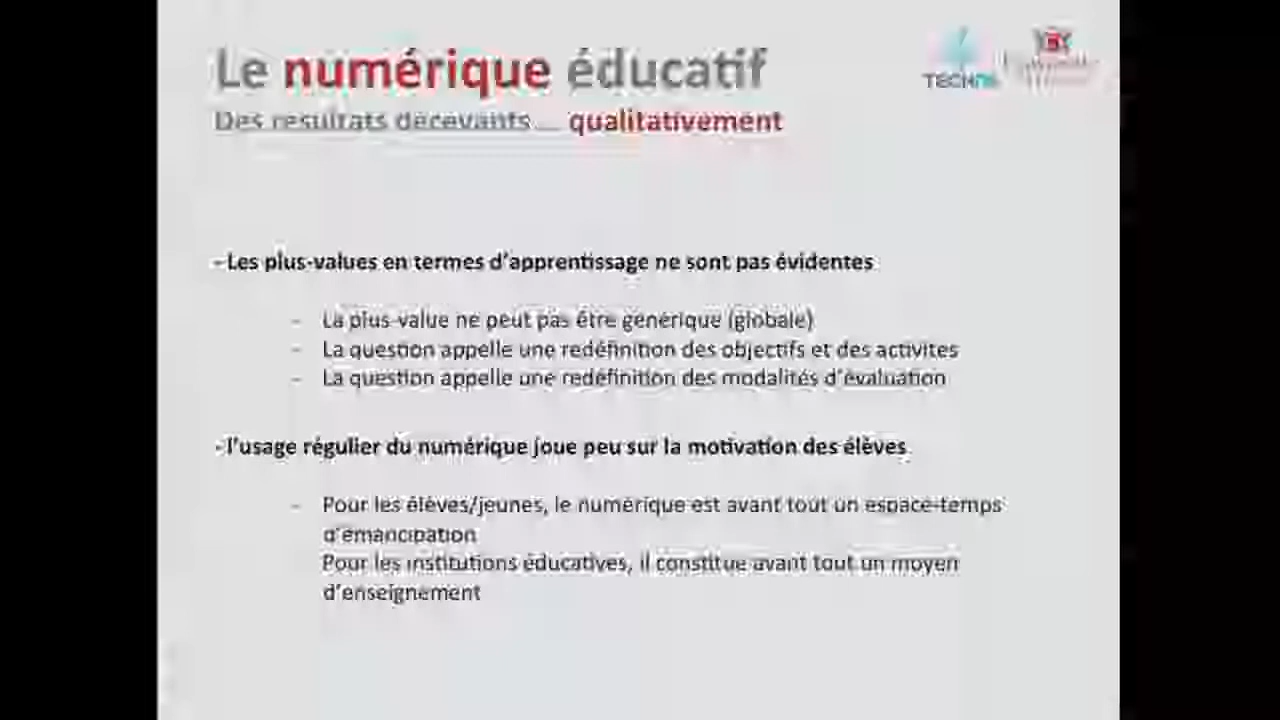 Le numérique éducatif
TECHNE
Des résultats décevants... qualitativement
- Les plus-values en termes d'apprentissage ne sont pas évidentes
- La plus-value ne peut pas être générique (globale)
- La question appelle une redéfinition des objectifs et des activités
- La question appelle une redéfinition des modalités d'évaluation
- l'usage régulier du numérique joue peu sur la motivation des élèves
- Pour les élèves/jeunes, le numérique est avant tout un espace-temps
d'émancipation
Pour les institutions éducatives, il constitue avant tout un moyen
d'enseignement